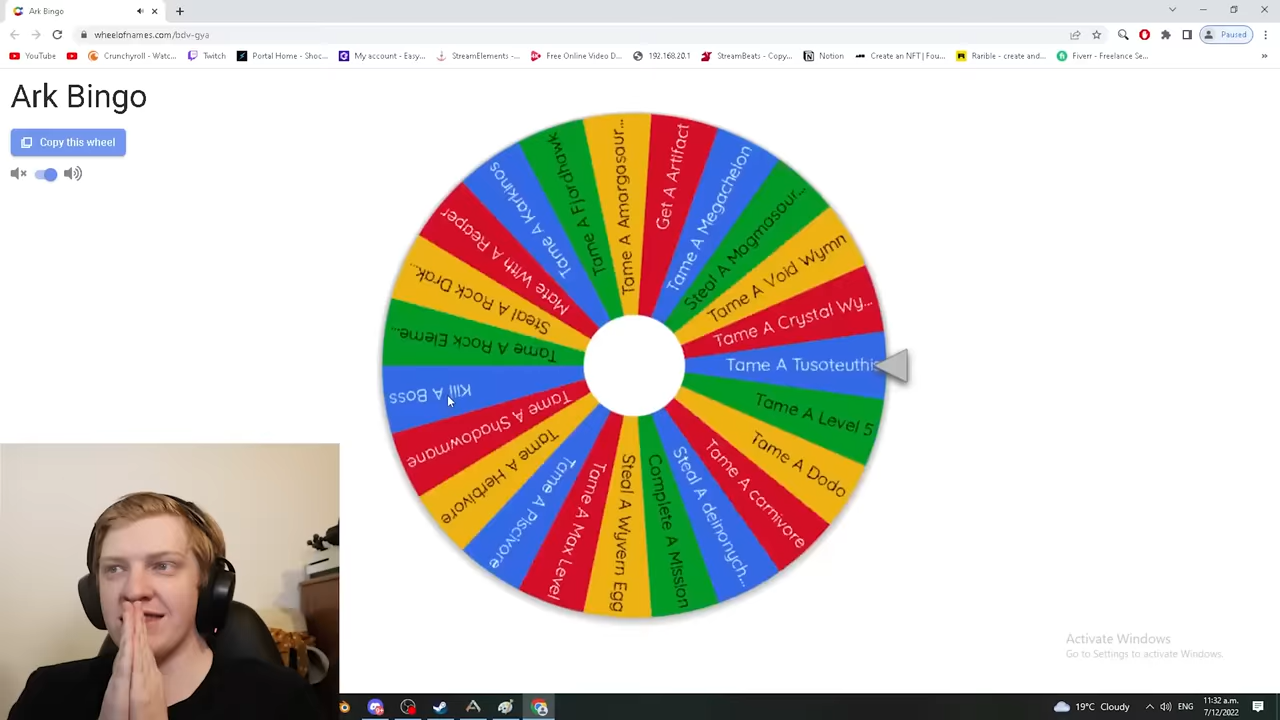 Ark Bingo
wheelofnames.com/bdv-gya
Paused
YouTube
Crunchyroll - Watc...
Twitch
Portal Home - Shoc...
My account - Easy...
StreamElements -...
Free Online Video D...
192.168.20.1
StreamBeats - Copy...
Notion
Create an NFT | Fou...
Rarible - create and...
Fiverr - Freelance Se...
Ark Bingo
Copy this wheel
Tame A Amargasaur...
Get A Artifact
Tame A Megachelon
Steal A Magmasaur...
Tame A Void Wymn
Tame A Crystal Wy...
Tame A Tusoteuthis
Tame A Level 5
Tame A Dodo
Tame A carnivore
Steal A deinonych...
Complete A Mission
Steal A Wyvern Egg
Tame A Max Level
Tame A Piscivore
Tame A Herbivore
Tame A Shadowmane
Kill A Boss
Tame A Rock Eleme...
Steal A Rock Drak...
Mate With A Reaper
Tame A Karkinos
Tame A Fjordhawk
Activate Windows
Go to Settings to activate Windows.
19°C Cloudy
ENG
11:32 am
7/12/2022